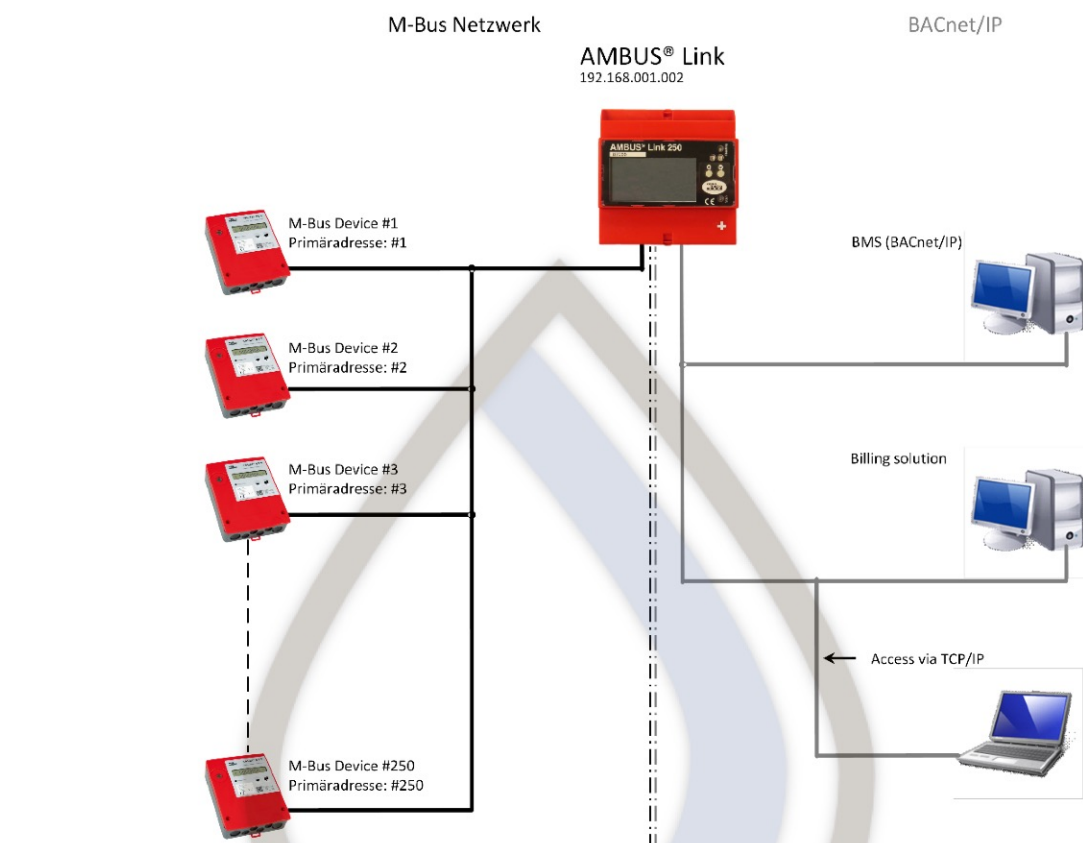 M-Bus Netzwerk
BACnet/IP
AMBUS® Link
192.168.001.002
AMBUS® Link 250
M-Bus Device #1
Primäradresse: #1
BMS (BACnet/IP)
M-Bus Device #2
Primäradresse: #2
M-Bus Device #3
Primäradresse: #3
Billing solution
Access via TCP/IP
M-Bus Device #250
Primäradresse: #250